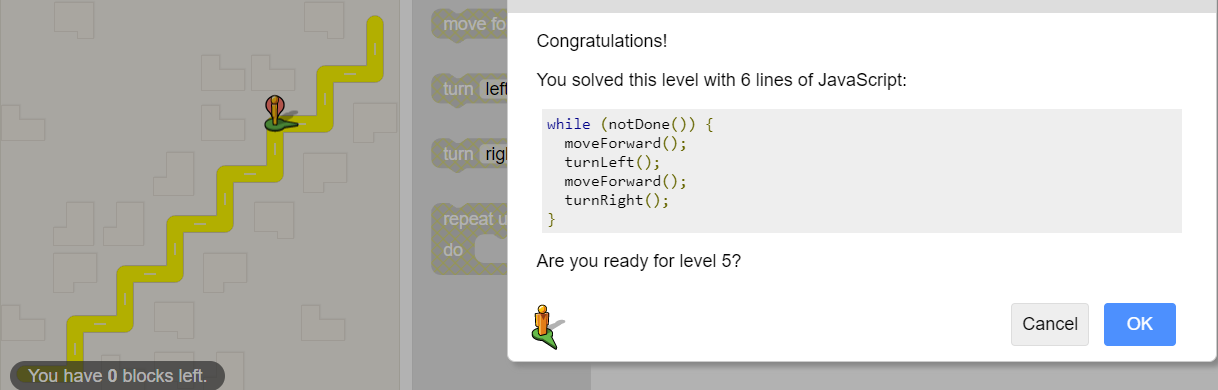 move fo
turn left
turn righ
repeat u
do
You have 0 blocks left.
Congratulations!
You solved this level with 6 lines of JavaScript:
while (notDone()) {
  moveForward();
  turnLeft();
  moveForward();
  turnRight();
}
Are you ready for level 5?
Cancel
OK